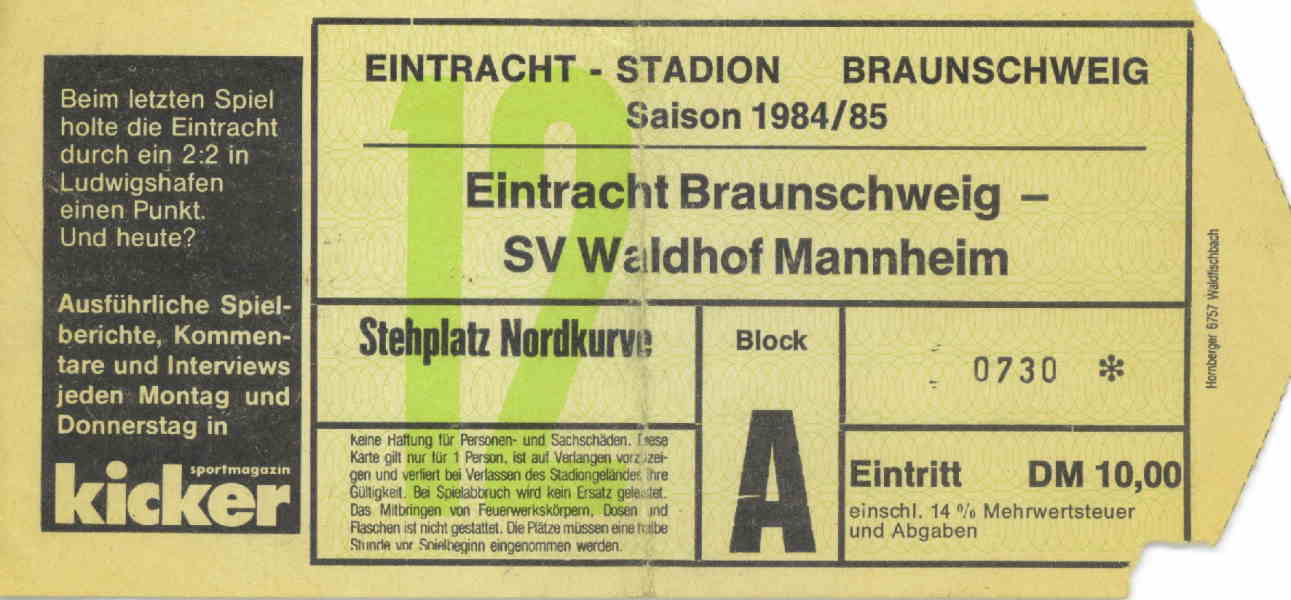 Beim letzten Spiel
holte die Eintracht
durch ein 2:2 in
Ludwigshafen
einen Punkt.
Und heute?
Ausführliche Spiel-
berichte, Kommen-
tare und Interviews
jeden Montag und
Donnerstag in
sportmagazin
kicker
EINTRACHT - STADION BRAUNSCHWEIG
Saison 1984/85
12
Eintracht Braunschweig –
SV Waldhof Mannheim
Stehplatz Nordkurve
Keine Haftung für Personen- und Sachschäden. Diese
Karte gilt nur für 1 Person, ist auf Verlangen vorzuzei-
gen und verliert bei Verlassen des Stadiongeländes ihre
Gültigkeit. Bei Spielabbruch wird kein Ersatz geleistet.
Das Mitbringen von Feuerwerkskörpern, Dosen und
Flaschen ist nicht gestattet. Die Plätze müssen eine halbe
Stunde vor Spielbeginn eingenommen werden.
Block
A
0730 *
Eintritt DM 10,00
einschl. 14 % Mehrwertsteuer
und Abgaben
Hornberger 6757 Waldfischbach